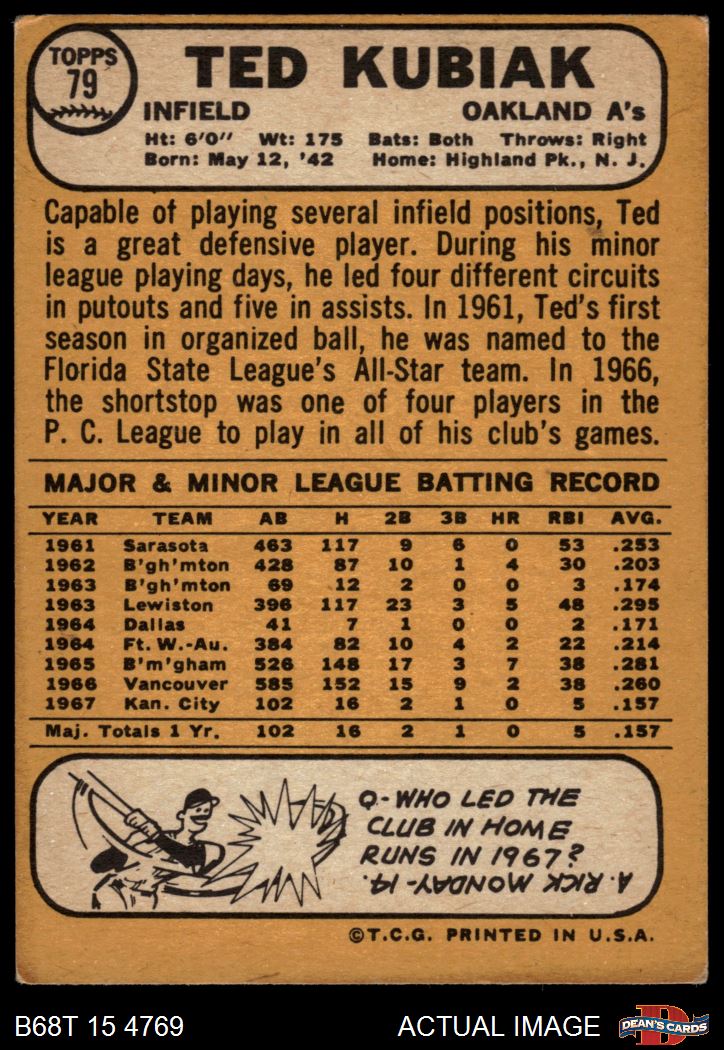 TOPPS
79
TED KUBIAK
INFIELD OAKLAND A's
Ht: 6'0" Wt: 175 Bats: Both Throws: Right
Born: May 12, '42 Home: Highland Pk., N. J.
Capable of playing several infield positions, Ted
is a great defensive player. During his minor
league playing days, he led four different circuits
in putouts and five in assists. In 1961, Ted's first
season in organized ball, he was named to the
Florida State League's All-Star team. In 1966,
the shortstop was one of four players in the
P. C. League to play in all of his club's games.
MAJOR & MINOR LEAGUE BATTING RECORD
YEAR TEAM AB H 2B 3B HR RBI AVG.
1961 Sarasota 463 117 9 6 0 53 .253
1962 B'gh'mton 428 87 10 1 4 30 .203
1963 B'gh'mton 69 12 2 0 0 3 .174
1963 Lewiston 396 117 23 3 5 48 .295
1964 Dallas 41 7 1 0 0 2 .171
1964 Ft. W.-Au. 384 82 10 4 2 22 .214
1965 B'm'gham 526 148 17 3 7 38 .281
1966 Vancouver 585 152 15 9 2 38 .260
1967 Kan. City 102 16 2 1 0 5 .157
Maj. Totals 1 Yr. 102 16 2 1 0 5 .157
Q-WHO LED THE
CLUB IN HOME
RUNS IN 1967?
A. RICK MONDAY-14.
©T.C.G. PRINTED IN U.S.A.
B68T 15 4769 ACTUAL IMAGE
D
DEAN'S CARDS